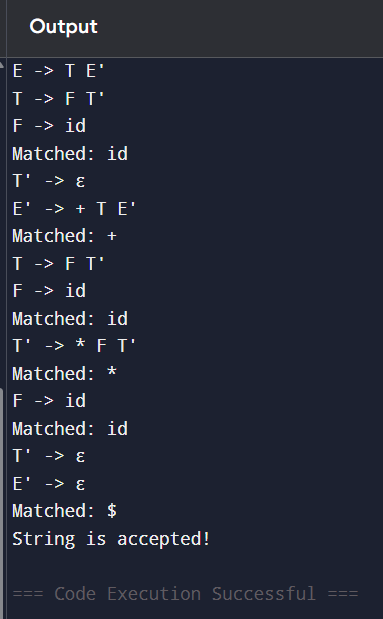 Output
E -> T E'
T -> F T'
F -> id
Matched: id
T' -> ε
E' -> + T E'
Matched: +
T -> F T'
F -> id
Matched: id
T' -> * F T'
Matched: *
F -> id
Matched: id
T' -> ε
E' -> ε
Matched: $
String is accepted!
=== Code Execution Successful ===